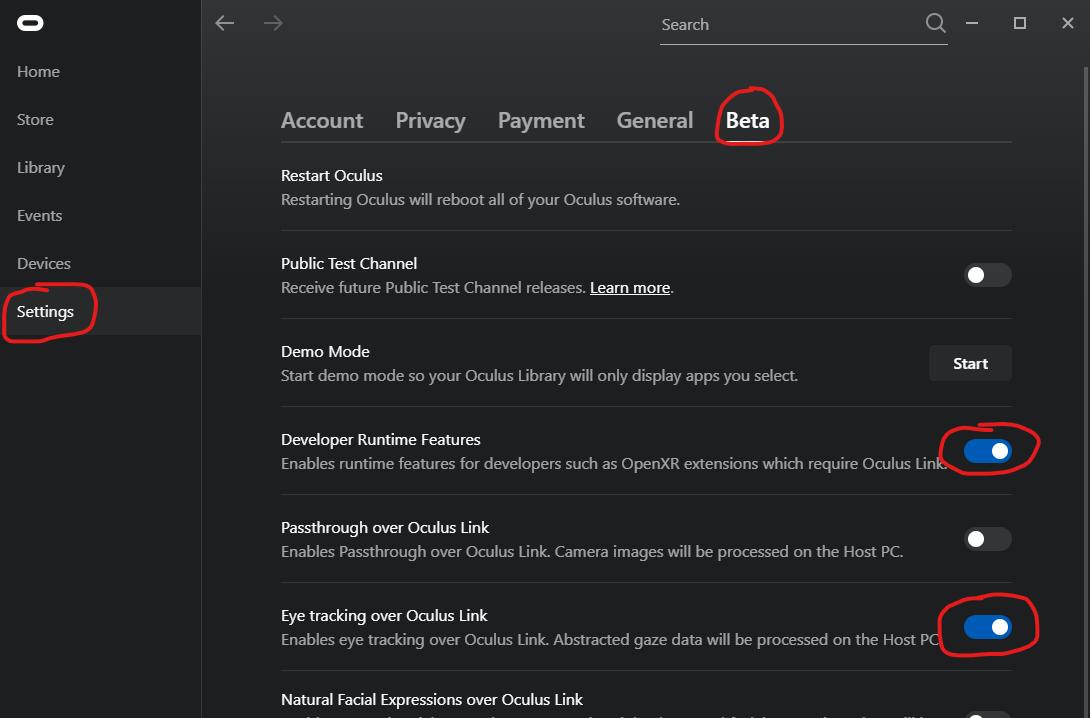 Search
Home
Store
Library
Events
Devices
Settings
Account Privacy Payment General Beta
Restart Oculus
Restarting Oculus will reboot all of your Oculus software.
Public Test Channel
Receive future Public Test Channel releases. Learn more.
Demo Mode
Start demo mode so your Oculus Library will only display apps you select.
Start
Developer Runtime Features
Enables runtime features for developers such as OpenXR extensions which require Oculus Link.
Passthrough over Oculus Link
Enables Passthrough over Oculus Link. Camera images will be processed on the Host PC.
Eye tracking over Oculus Link
Enables eye tracking over Oculus Link. Abstracted gaze data will be processed on the Host PC.
Natural Facial Expressions over Oculus Link